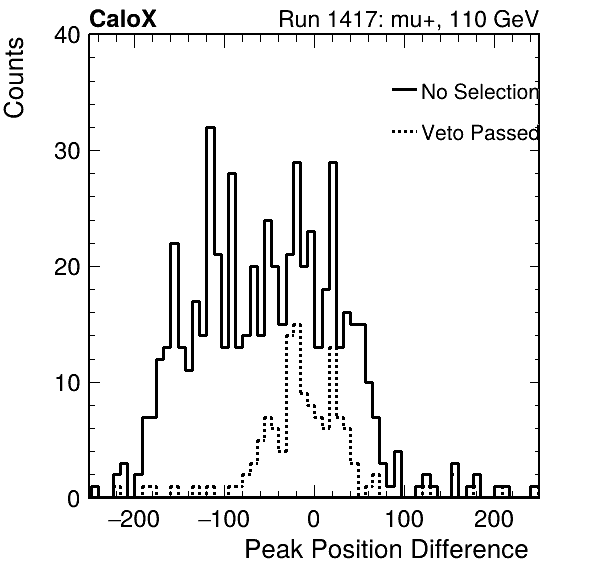 CaloX Run 1417: mu+, 110 GeV
Counts
40
No Selection
Veto Passed
30
20
10
0
−200 −100 0 100 200
Peak Position Difference